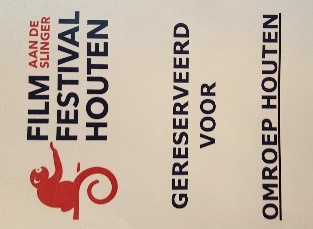 FILM AAN DE SLINGER
FESTIVAL
HOUTEN
GERESERVEERD
VOOR
OMROEP HOUTEN